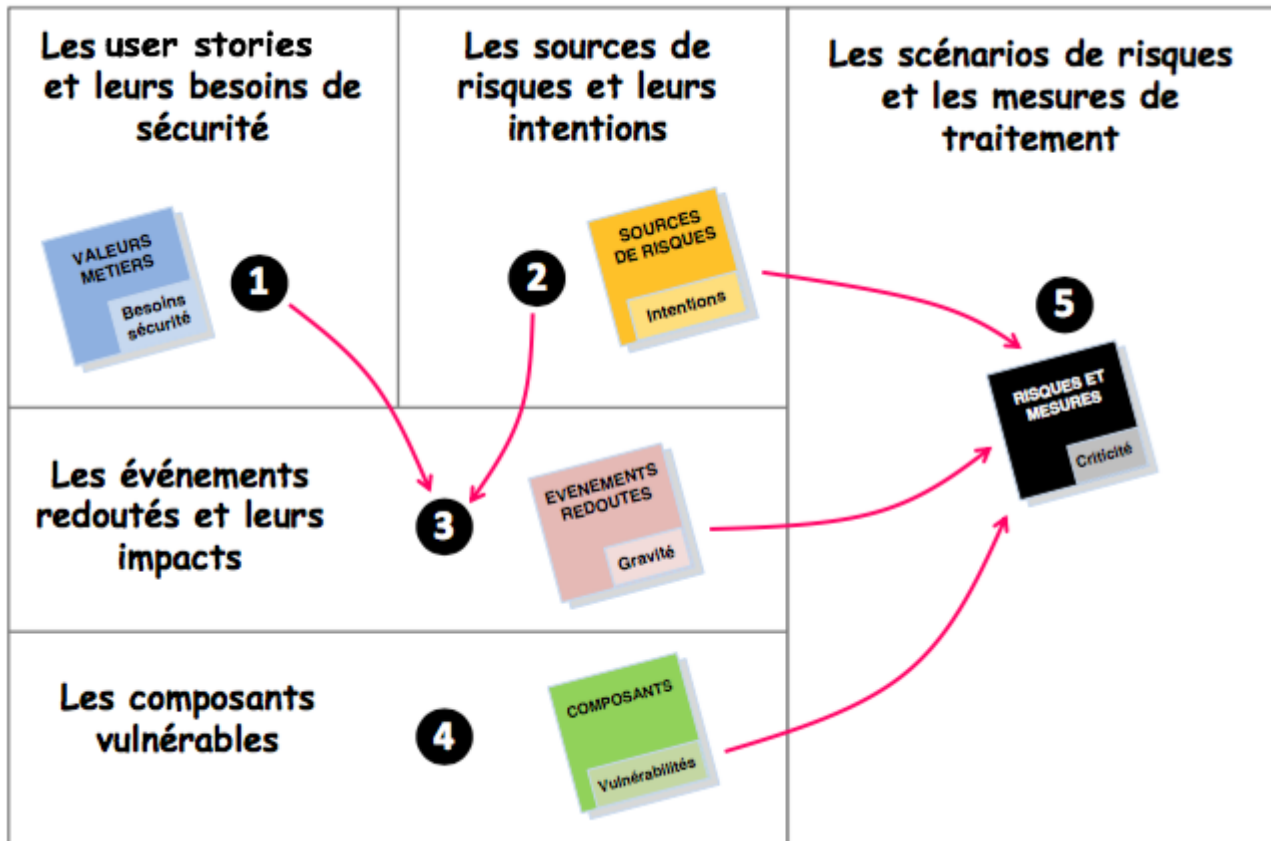 Les user stories
et leurs besoins de
sécurité
VALEURS
METIERS
Besoins
sécurité
1
Les sources de
risques et leurs
intentions
2
SOURCES
DE RISQUES
Intentions
Les scénarios de risques
et les mesures de
traitement
5
RISQUES ET
MESURES
Criticité
Les événements
redoutés et leurs
impacts
3
EVENEMENTS
REDOUTES
Gravité
Les composants
vulnérables
4
COMPOSANTS
Vulnérabilités